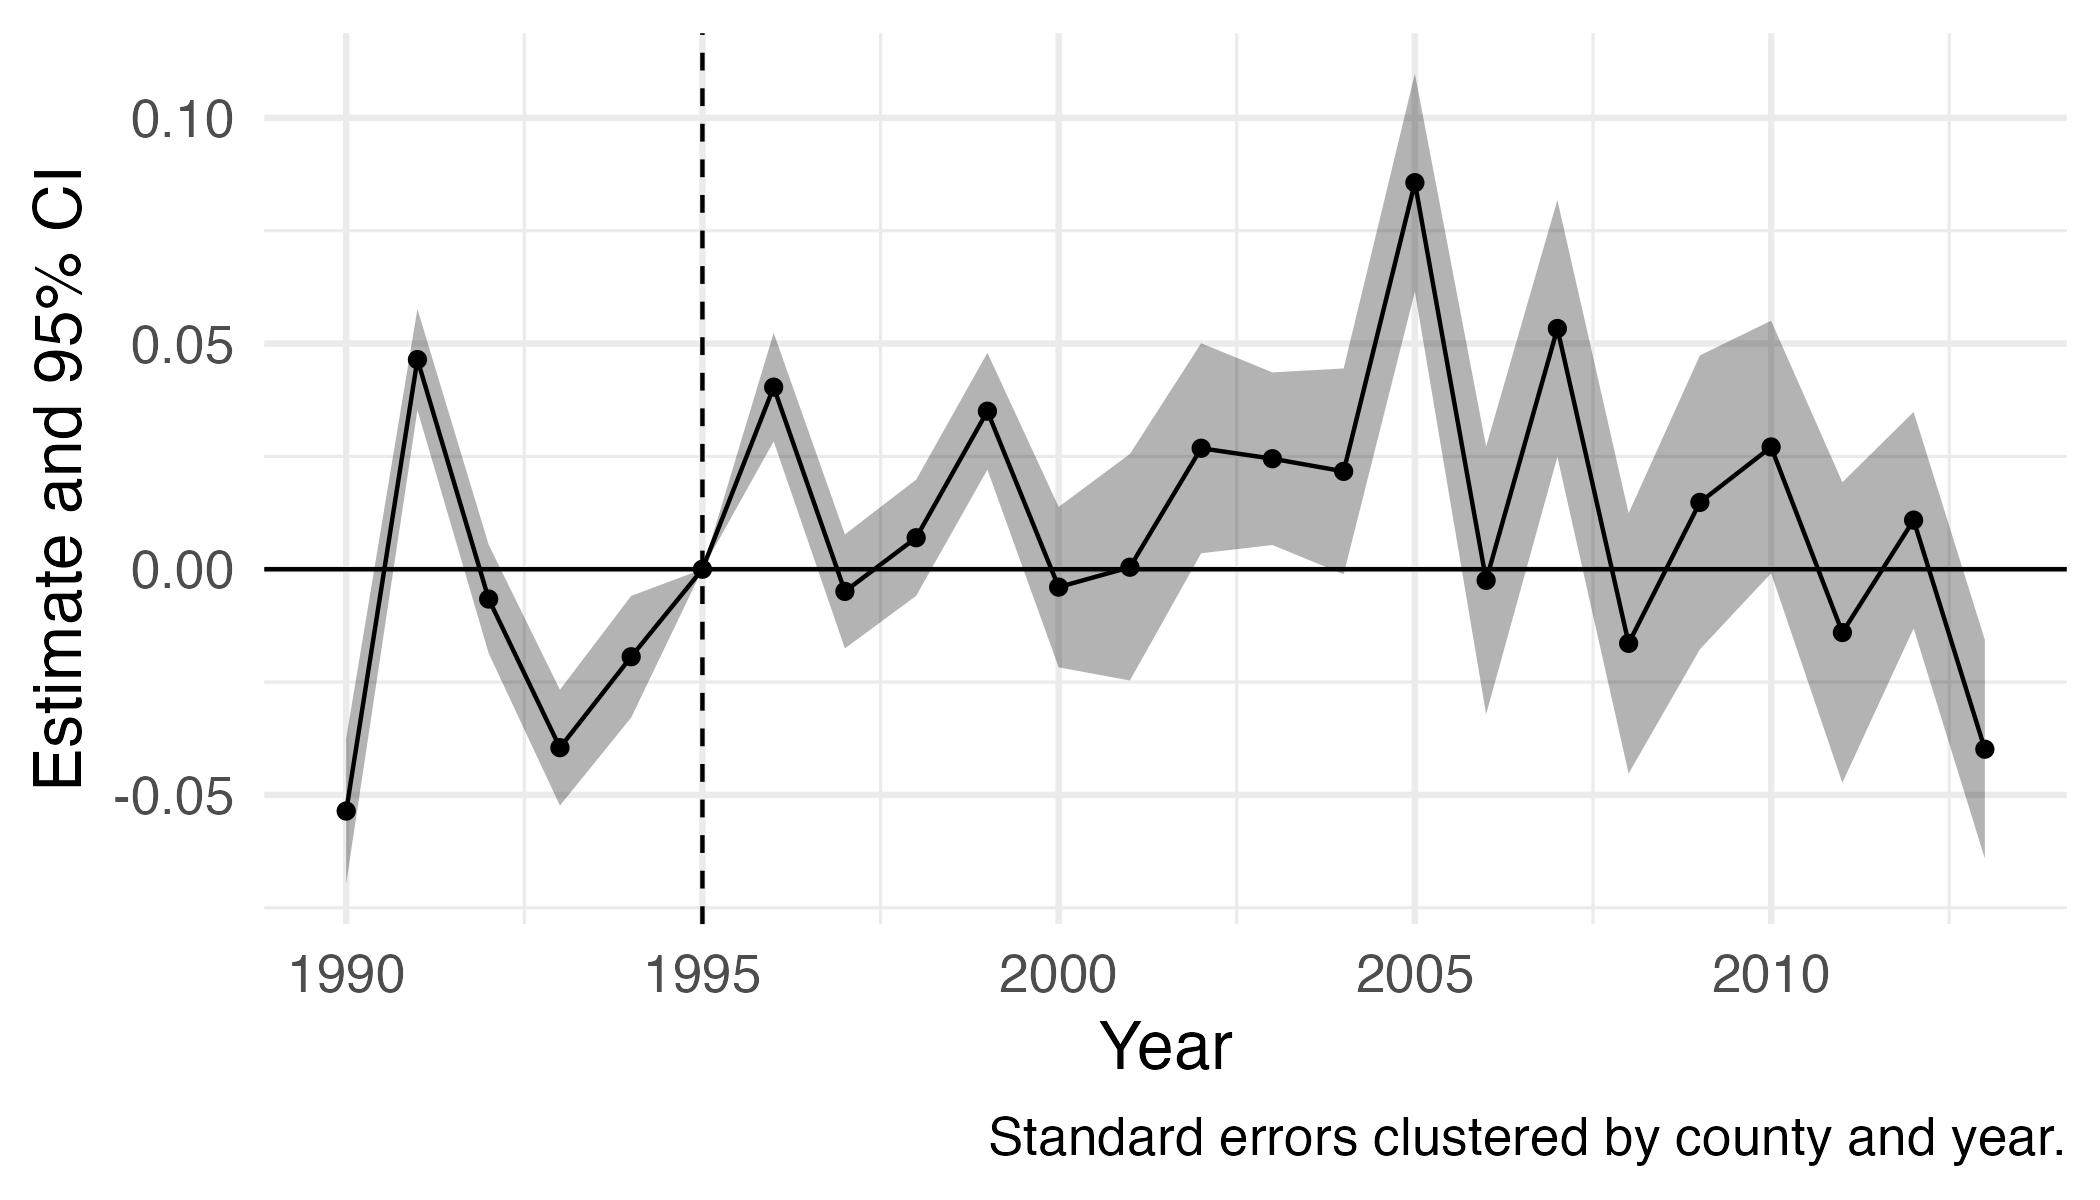 Estimate and 95% CI
0.10
0.05
0.00
-0.05
1990 1995 2000 2005 2010
Year
Standard errors clustered by county and year.